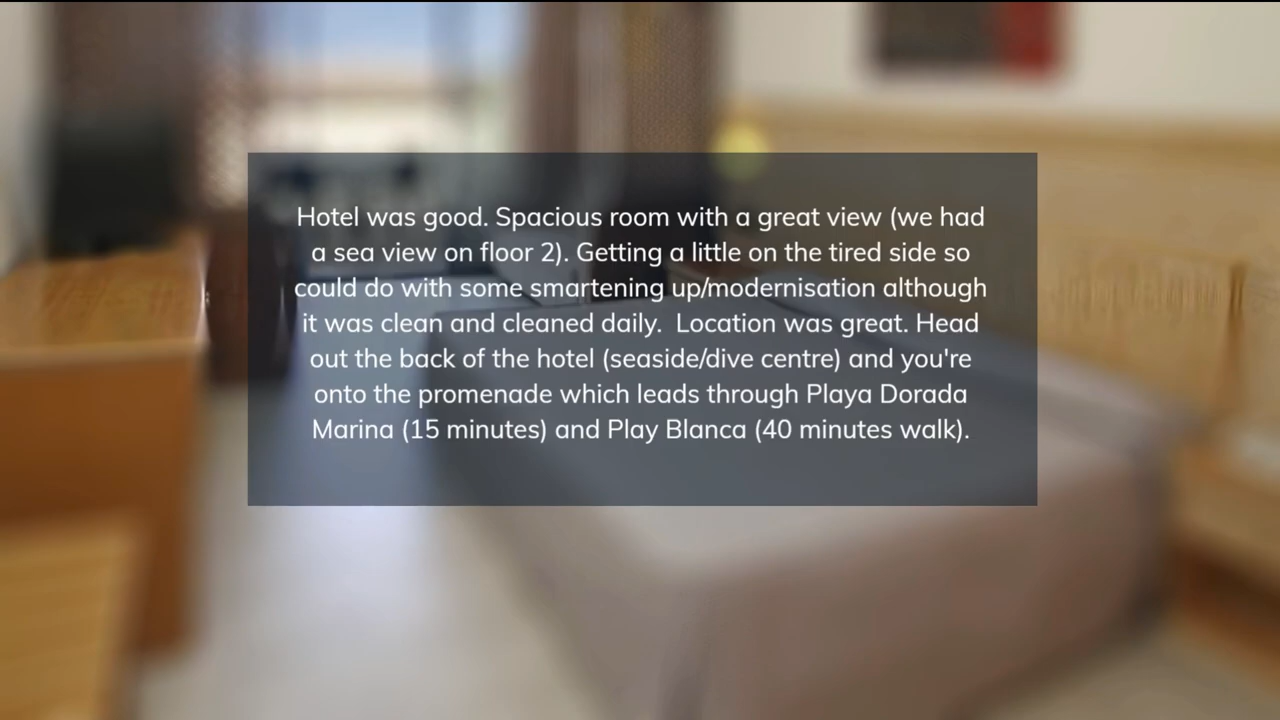 Hotel was good. Spacious room with a great view (we had
a sea view on floor 2). Getting a little on the tired side so
could do with some smartening up/modernisation although
it was clean and cleaned daily.  Location was great. Head
out the back of the hotel (seaside/dive centre) and you're
onto the promenade which leads through Playa Dorada
Marina (15 minutes) and Play Blanca (40 minutes walk).